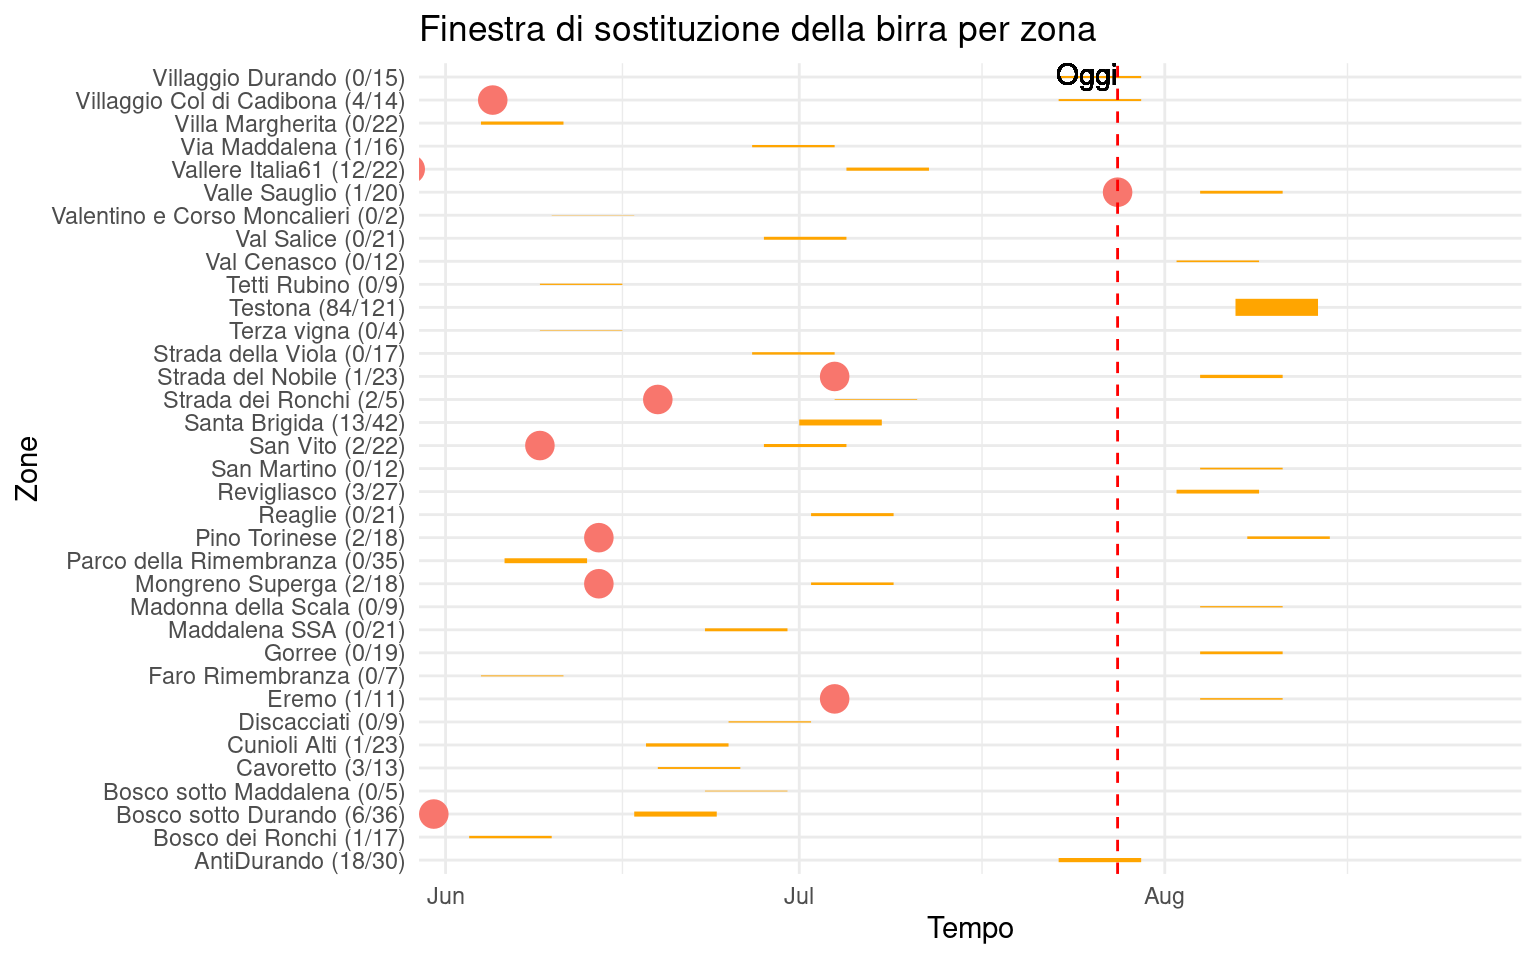 Finestra di sostituzione della birra per zona
Oggi
Villaggio Durando (0/15)
Villaggio Col di Cadibona (4/14)
Villa Margherita (0/22)
Via Maddalena (1/16)
Vallere Italia61 (12/22)
Valle Sauglio (1/20)
Valentino e Corso Moncalieri (0/2)
Val Salice (0/21)
Val Cenasco (0/12)
Tetti Rubino (0/9)
Testona (84/121)
Terza vigna (0/4)
Strada della Viola (0/17)
Strada del Nobile (1/23)
Strada dei Ronchi (2/5)
Santa Brigida (13/42)
San Vito (2/22)
San Martino (0/12)
Revigliasco (3/27)
Reaglie (0/21)
Pino Torinese (2/18)
Parco della Rimembranza (0/35)
Mongreno Superga (2/18)
Madonna della Scala (0/9)
Maddalena SSA (0/21)
Gorree (0/19)
Faro Rimembranza (0/7)
Eremo (1/11)
Discacciati (0/9)
Cunioli Alti (1/23)
Cavoretto (3/13)
Bosco sotto Maddalena (0/5)
Bosco sotto Durando (6/36)
Bosco dei Ronchi (1/17)
AntiDurando (18/30)
Zone
Jun Jul Aug
Tempo